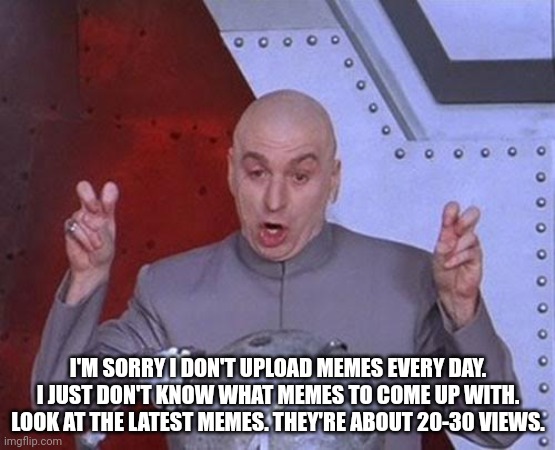 I'M SORRY I DON'T UPLOAD MEMES EVERY DAY.
I JUST DON'T KNOW WHAT MEMES TO COME UP WITH.
LOOK AT THE LATEST MEMES. THEY'RE ABOUT 20-30 VIEWS.
imgflip.com